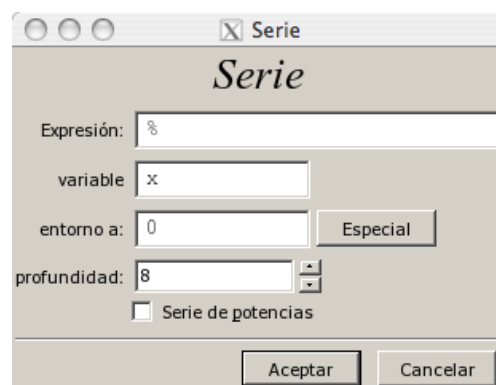 Serie
Serie
Expresión: %
variable x
entorno a: 0 Especial
profundidad: 8
Serie de potencias
Aceptar Cancelar